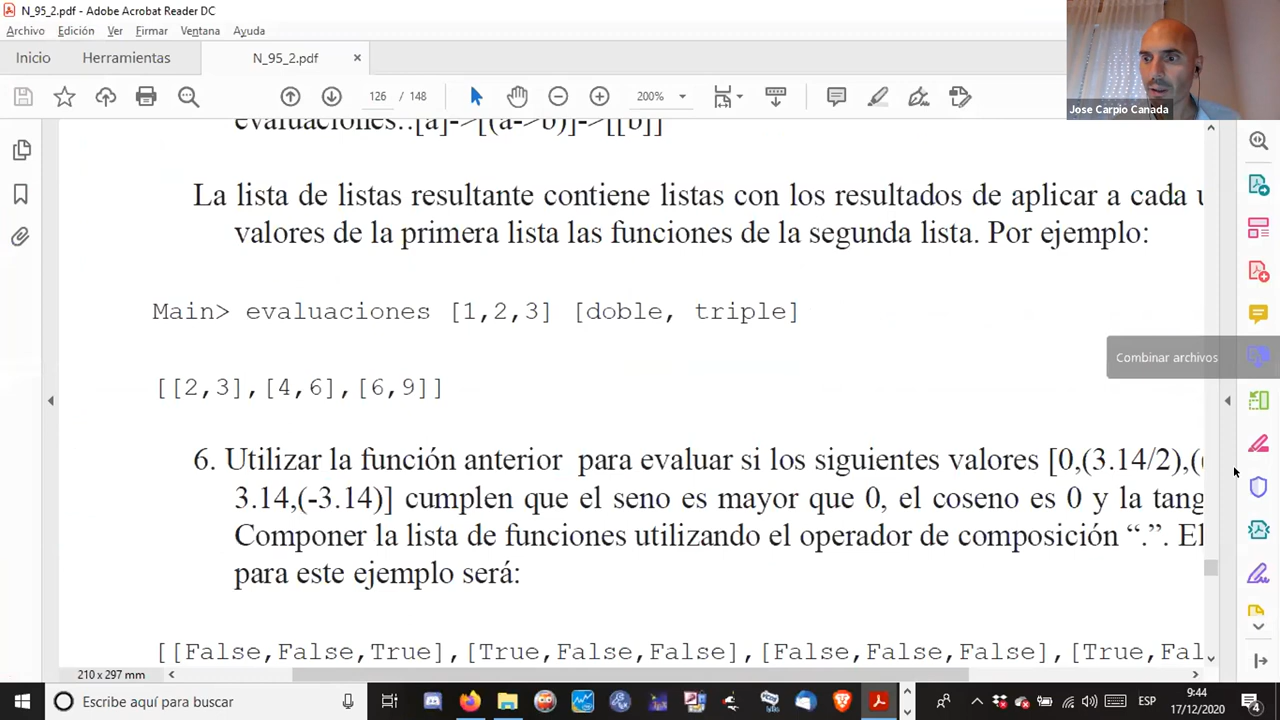 N_95_2.pdf - Adobe Acrobat Reader DC
Archivo Edición Ver Firmar Ventana Ayuda
Inicio Herramientas N_95_2.pdf ×
126 / 148 200%
Jose Carpio Canada
evaluaciones::[a]->[(a->b)]->[[b]]
La lista de listas resultante contiene listas con los resultados de aplicar a cada
valores de la primera lista las funciones de la segunda lista. Por ejemplo:
Main> evaluaciones [1,2,3] [doble, triple]
Combinar archivos
[[2,3],[4,6],[6,9]]
6. Utilizar la función anterior para evaluar si los siguientes valores [0,(3.14/2),(
3.14,(-3.14)] cumplen que el seno es mayor que 0, el coseno es 0 y la tang
Componer la lista de funciones utilizando el operador de composición “.”. El
para este ejemplo será:
[[False,False,True],[True,False,False],[False,False,False],[True,Fal
210 x 297 mm
Escribe aquí para buscar
ESP
9:44
17/12/2020
4